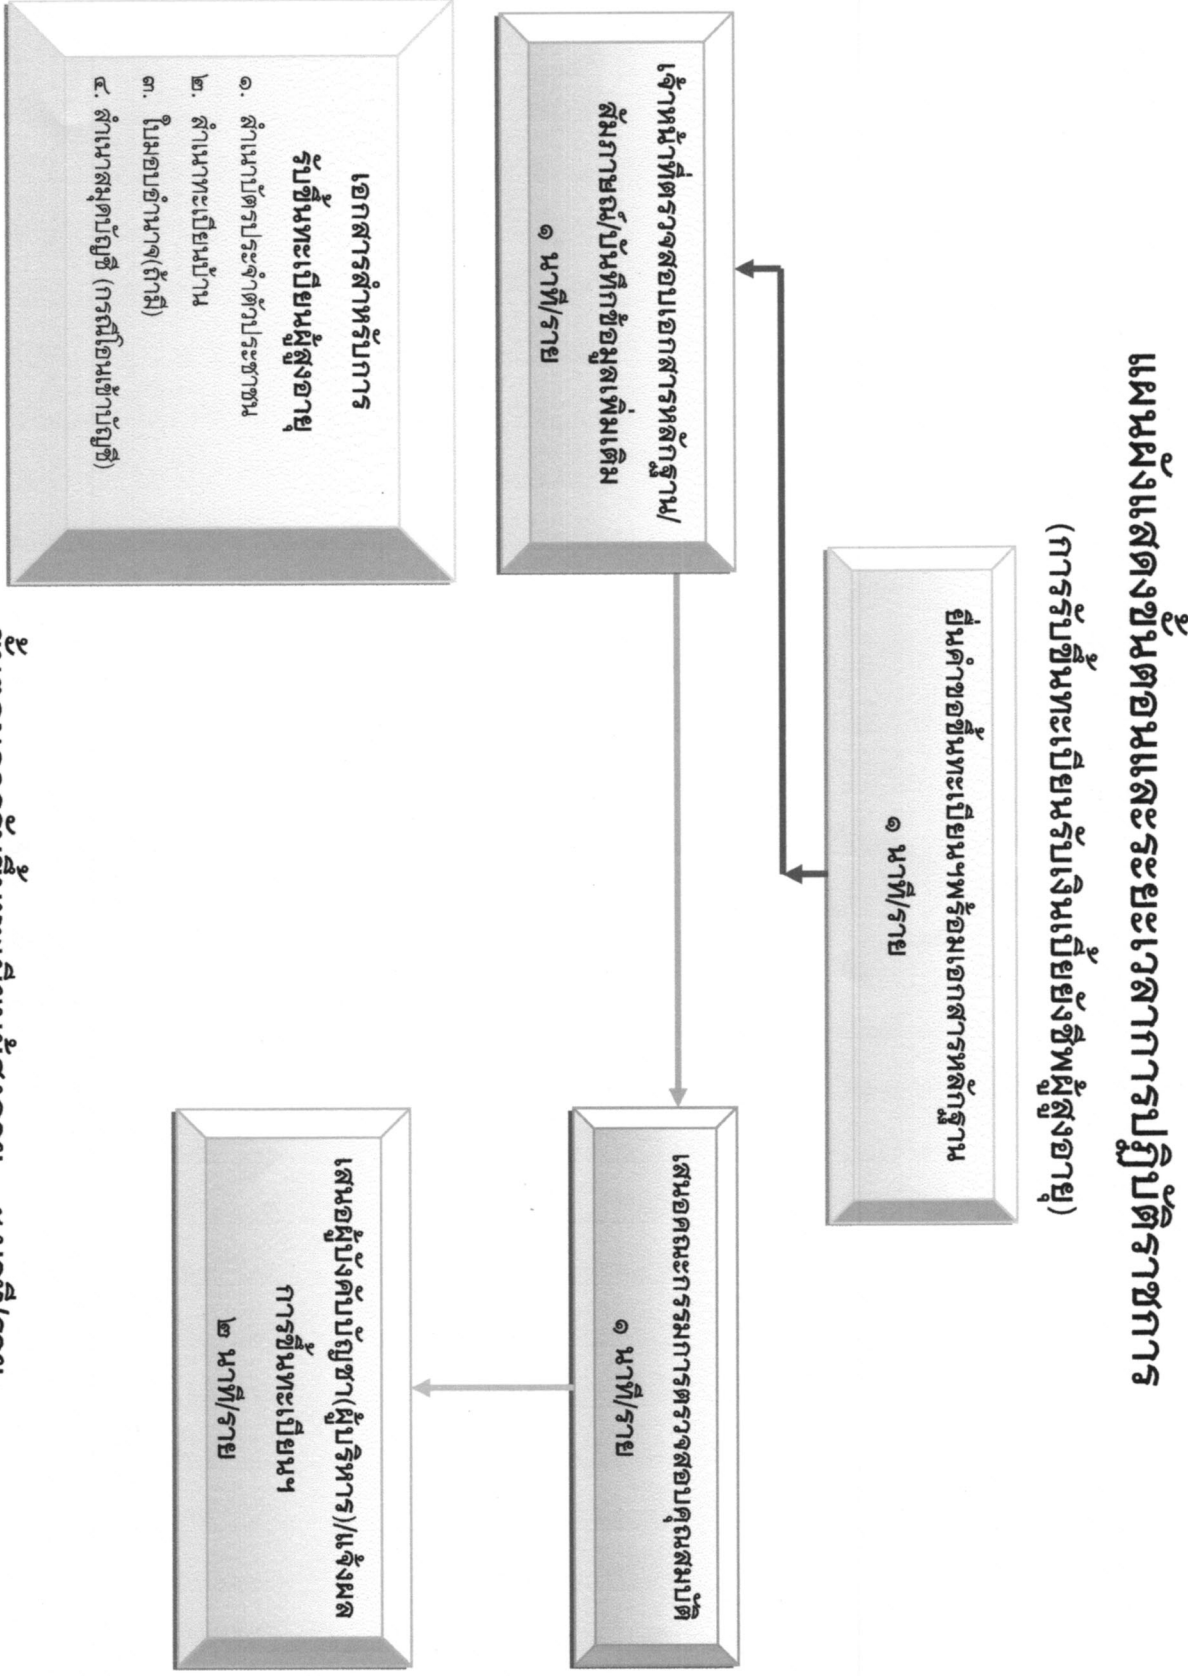 แผนผังแสดงขั้นตอนและระยะเวลาการปฏิบัติราชการ
(การรับขึ้นทะเบียนรับเงินเบี้ยยังชีพผู้สูงอายุ)
ยื่นคำขอขึ้นทะเบียนฯพร้อมเอกสารหลักฐาน
๑ นาที/ราย
เจ้าหน้าที่ตรวจสอบเอกสารหลักฐาน/
สัมภาษณ์/บันทึกข้อมูลเพิ่มเติม
๑ นาที/ราย
เสนอคณะกรรมการตรวจสอบคุณสมบัติ
๑ นาที/ราย
เสนอผู้บังคับบัญชา(ผู้บริหาร)/แจ้งผล
การขึ้นทะเบียนฯ
๒ นาที/ราย
เอกสารสำหรับการ
รับขึ้นทะเบียนผู้สูงอายุ
๑. สำเนาบัตรประจำตัวประชาชน
๒. สำเนาทะเบียนบ้าน
๓. ใบมอบอำนาจ(ถ้ามี)
๔. สำเนาสมุดบัญชี (กรณีโอนเข้าบัญชี)